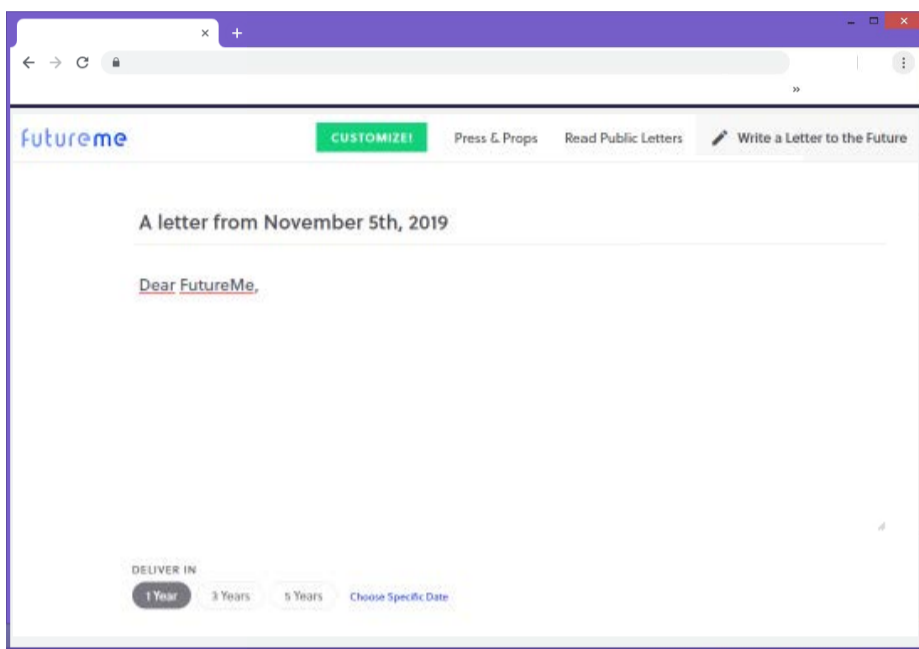 futureme
CUSTOMIZE!
Press & Props
Read Public Letters
Write a Letter to the Future
A letter from November 5th, 2019
Dear FutureMe,
DELIVER IN
1 Year
3 Years
5 Years
Choose Specific Date